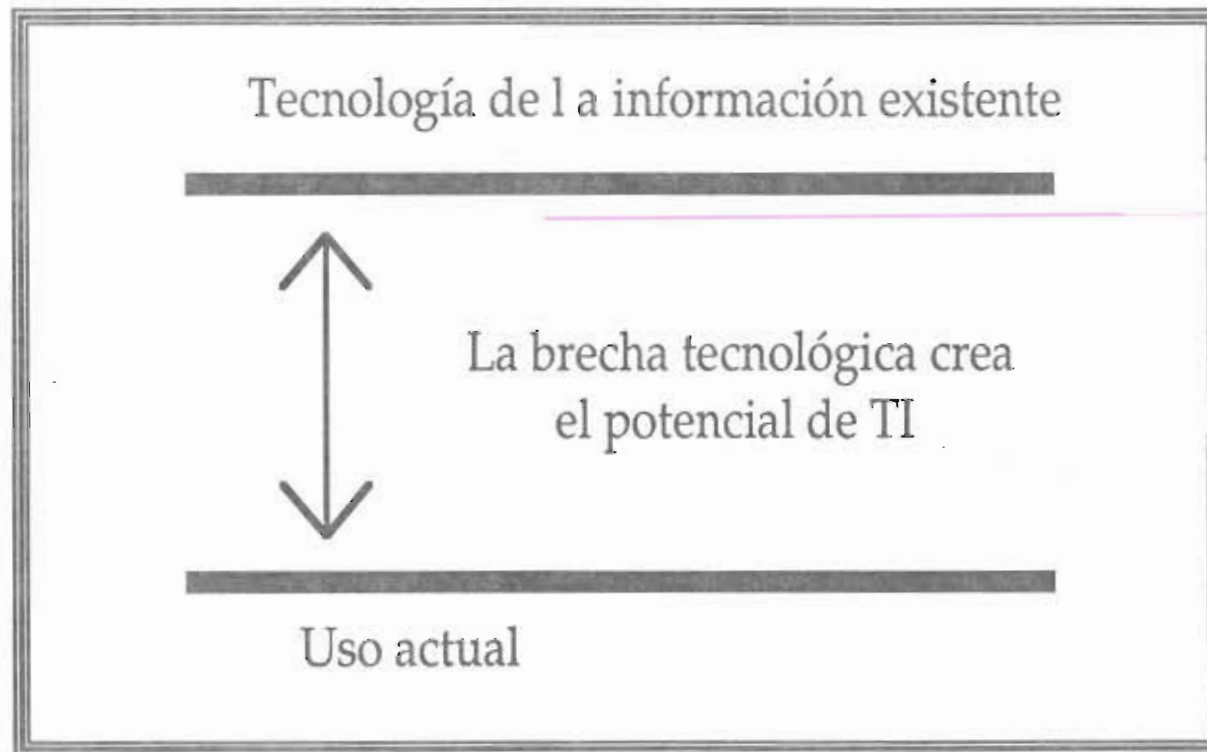 Tecnología de l a información existente
La brecha tecnológica crea
el potencial de TI
Uso actual